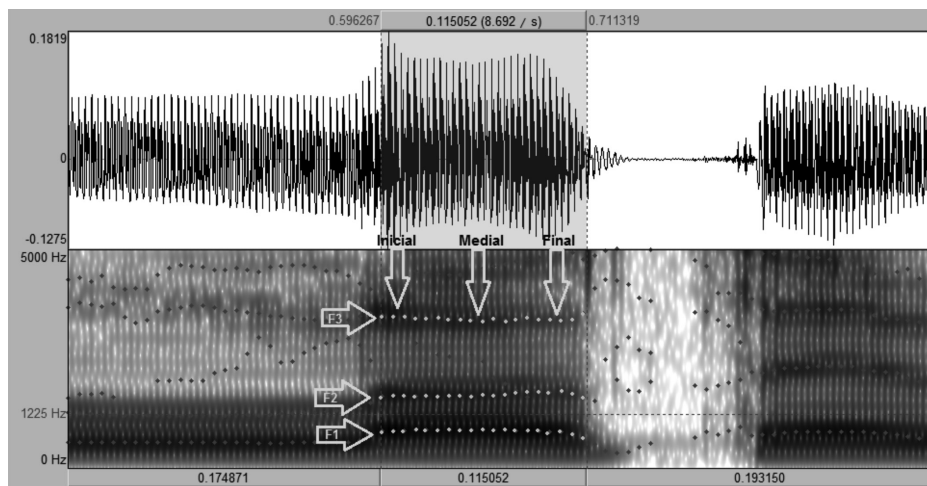 0.596267 0.115052 (8.692 / s) 0.711319
0.1819
0
-0.1275
Inicial Medial Final
5000 Hz
F3
F2
1225 Hz
F1
0 Hz
0.174871 0.115052 0.193150